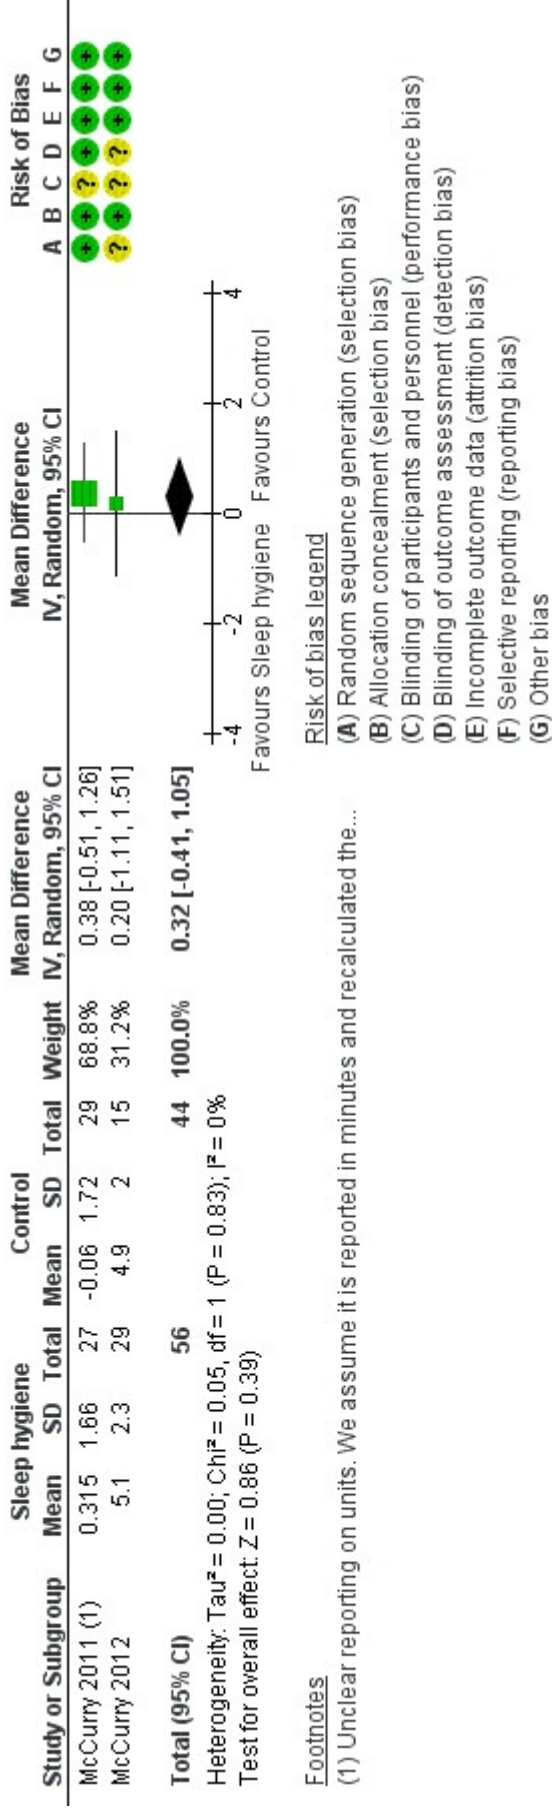 Sleep hygiene Control Mean Difference Mean Difference Risk of Bias
Study or Subgroup Mean SD Total Mean SD Total Weight IV, Random, 95% CI IV, Random, 95% CI A B C D E F G
McCurry 2011 (1) 0.315 1.66 27 -0.06 1.72 29 68.8% 0.38 [-0.51, 1.26] + + ? + + + +
McCurry 2012 5.1 2.3 29 4.9 2 15 31.2% 0.20 [-1.11, 1.51] ? + ? ? + + +
Total (95% CI) 56 44 100.0% 0.32 [-0.41, 1.05]
Heterogeneity: Tau² = 0.00; Chi² = 0.05, df = 1 (P = 0.83); I² = 0%
Test for overall effect: Z = 0.86 (P = 0.39)
-4 -2 0 2 4
Favours Sleep hygiene Favours Control
Footnotes
(1) Unclear reporting on units. We assume it is reported in minutes and recalculated the...
Risk of bias legend
(A) Random sequence generation (selection bias)
(B) Allocation concealment (selection bias)
(C) Blinding of participants and personnel (performance bias)
(D) Blinding of outcome assessment (detection bias)
(E) Incomplete outcome data (attrition bias)
(F) Selective reporting (reporting bias)
(G) Other bias